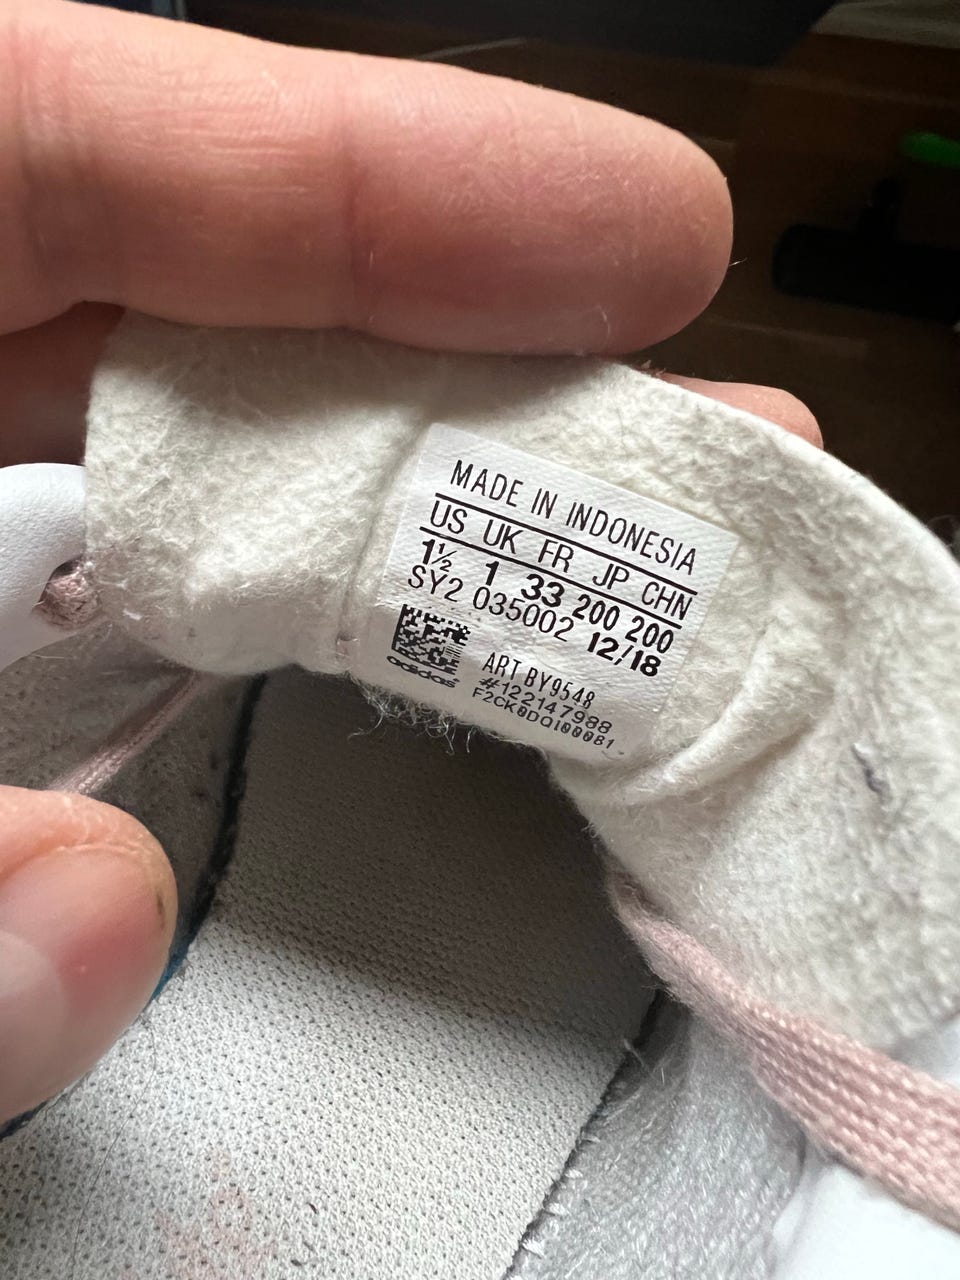 MADE IN INDONESIA
US UK FR JP CHN
1½ 1 33 200 200
SY2 035002 12/18
ART BY9548
#122147988
F2CK0DQI00081
adidas